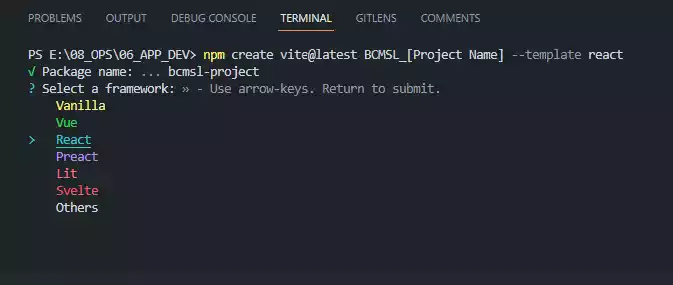 PROBLEMS OUTPUT DEBUG CONSOLE TERMINAL GITLENS COMMENTS
PS E:\08_OPS\06_APP_DEV> npm create vite@latest BCMSL_[Project Name] --template react
√ Package name: ... bcmsl-project
? Select a framework: » - Use arrow-keys. Return to submit.
Vanilla
Vue
> React
Preact
Lit
Svelte
Others